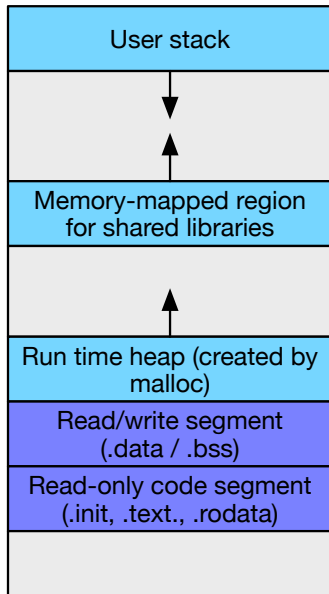 User stack
Memory-mapped region
for shared libraries
Run time heap (created by
malloc)
Read/write segment
(.data / .bss)
Read-only code segment
(.init, .text., .rodata)